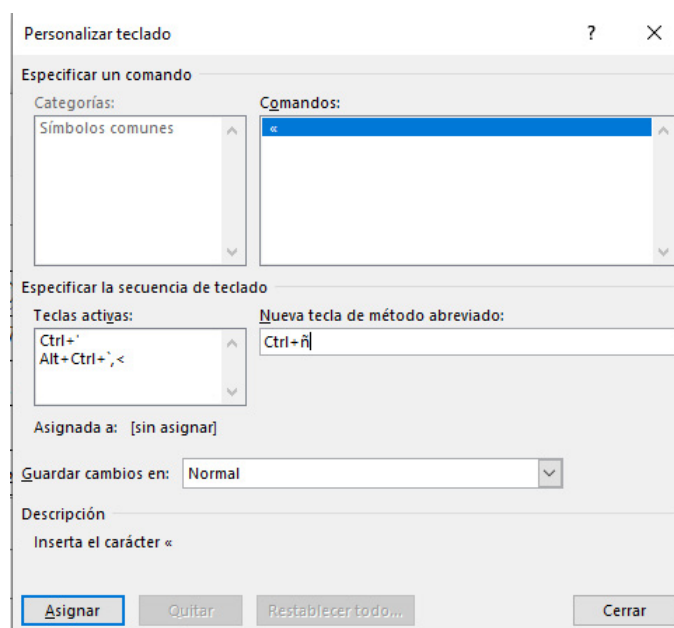 Personalizar teclado ? ×
Especificar un comando
Categorías: Comandos:
Símbolos comunes «
Especificar la secuencia de teclado
Teclas activas: Nueva tecla de método abreviado:
Ctrl+' Ctrl+ñ
Alt+Ctrl+`,<
Asignada a: [sin asignar]
Guardar cambios en: Normal
Descripción
Inserta el carácter «
Asignar Quitar Restablecer todo... Cerrar